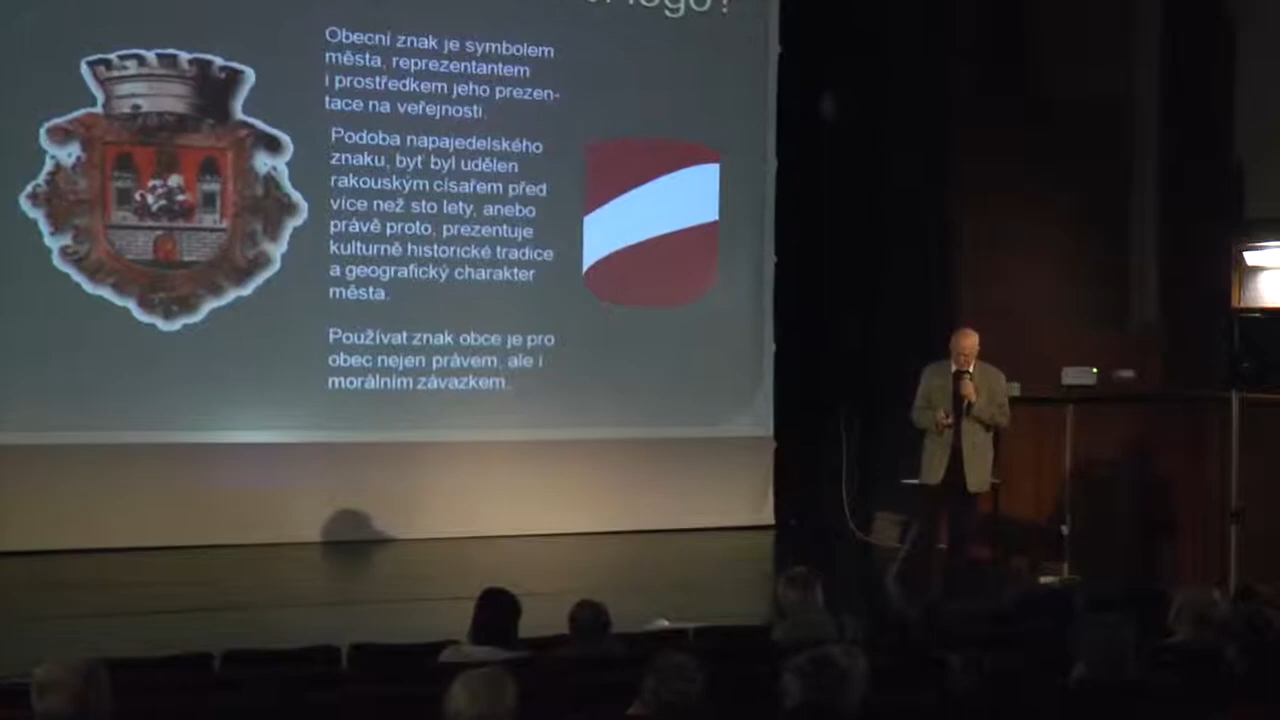 logo?
Obecní znak je symbolem
města, reprezentantem
i prostředkem jeho prezen-
tace na veřejnosti.
Podoba napajedelského
znaku, byť byl udělen
rakouským císařem před
více než sto lety, anebo
právě proto, prezentuje
kulturně historické tradice
a geografický charakter
města.
Používat znak obce je pro
obec nejen právem, ale i
morálním závazkem.